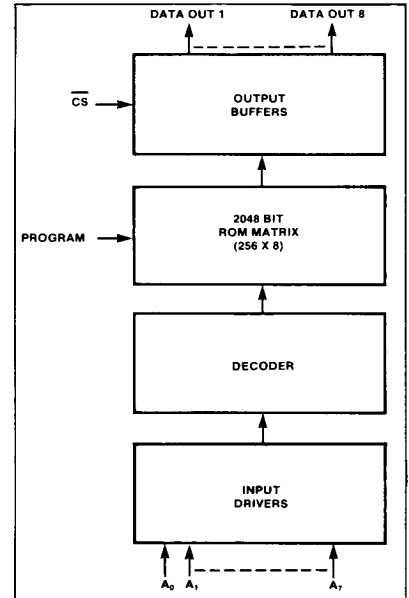 DATA OUT 1 DATA OUT 8
CS
OUTPUT
BUFFERS
PROGRAM
2048 BIT
ROM MATRIX
(256 X 8)
DECODER
INPUT
DRIVERS
A₀ A₁ A₇